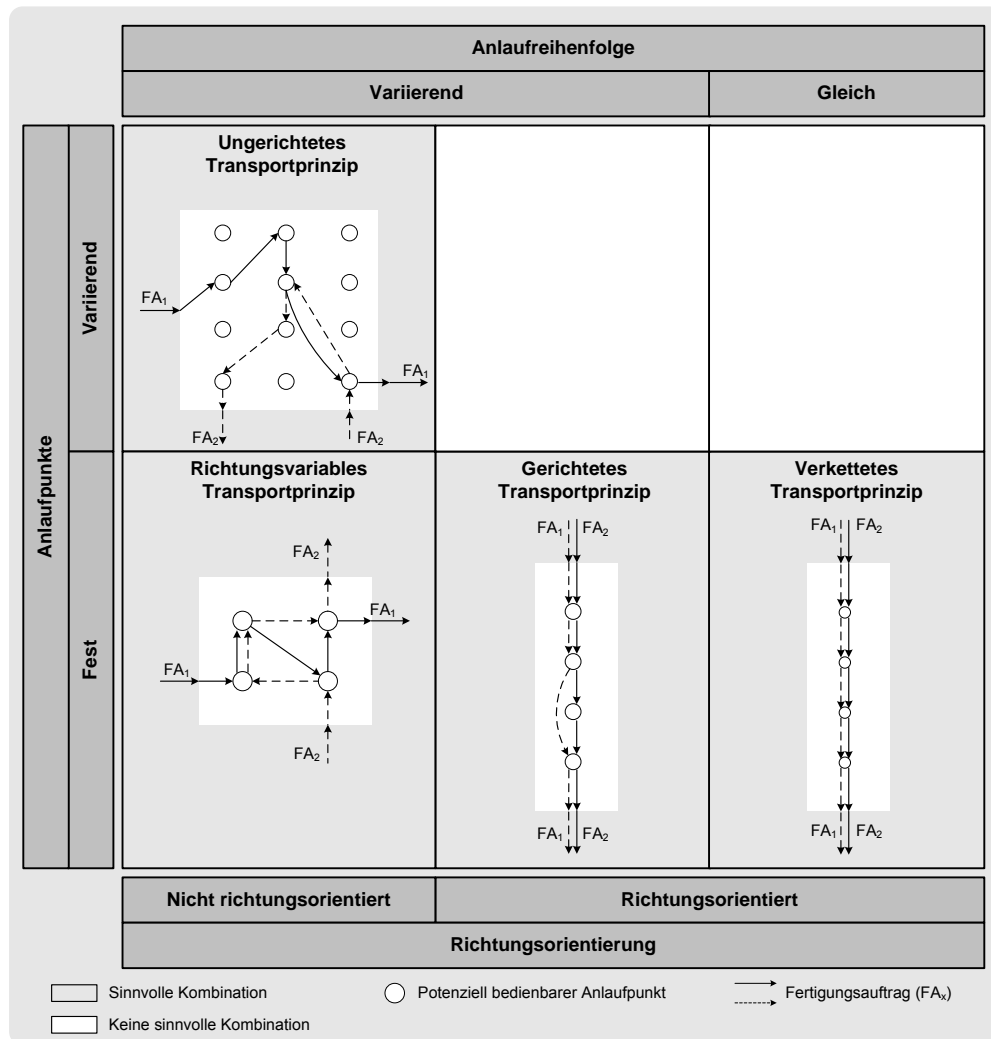 Anlaufreihenfolge
Variierend
Gleich
Anlaufpunkte
Variierend
Fest
Ungerichtetes
Transportprinzip
FA₁
FA₁
FA₂
FA₂
Richtungsvariables
Transportprinzip
FA₂
FA₁
FA₁
FA₂
Gerichtetes
Transportprinzip
FA₁
FA₂
FA₁
FA₂
Verkettetes
Transportprinzip
FA₁
FA₂
FA₁
FA₂
Nicht richtungsorientiert
Richtungsorientiert
Richtungsorientierung
Sinnvolle Kombination
Potenziell bedienbarer Anlaufpunkt
Fertigungsauftrag (FAₓ)
Keine sinnvolle Kombination